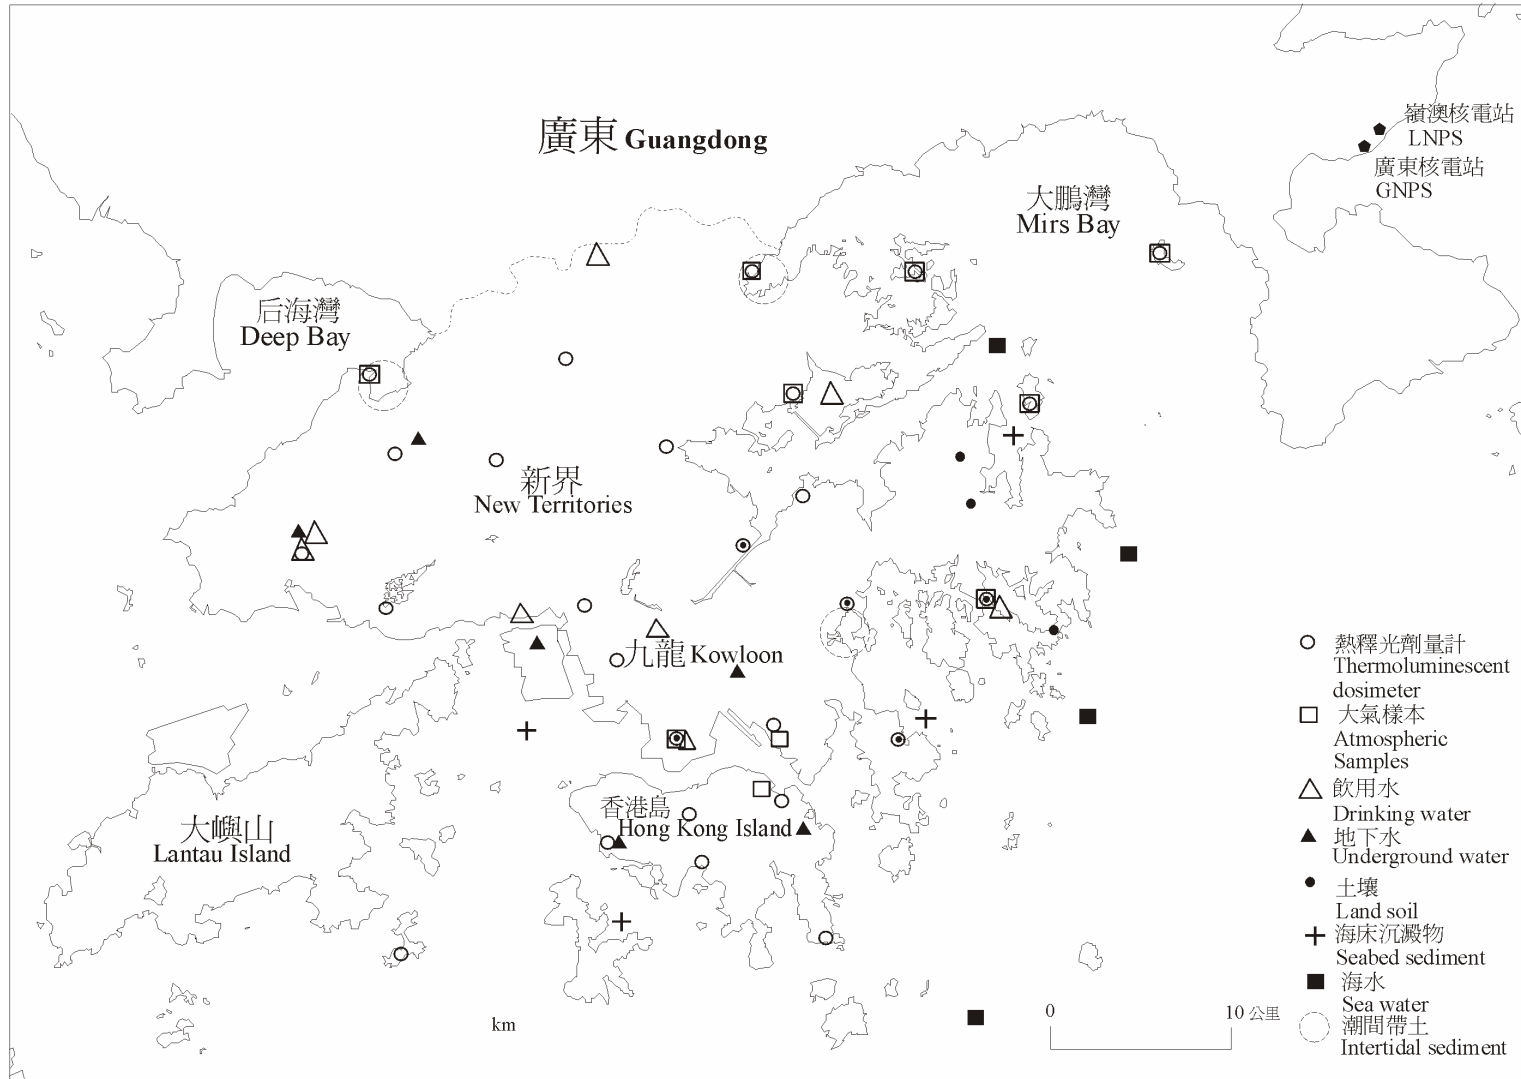 廣東 Guangdong
嶺澳核電站
LNPS
廣東核電站
GNPS
大鵬灣
Mirs Bay
后海灣
Deep Bay
新界
New Territories
九龍 Kowloon
香港島
Hong Kong Island
大嶼山
Lantau Island
熱釋光劑量計
Thermoluminescent
dosimeter
大氣樣本
Atmospheric
Samples
飲用水
Drinking water
地下水
Underground water
土壤
Land soil
海床沉澱物
Seabed sediment
海水
Sea water
潮間帶土
Intertidal sediment
0 10 公里
km